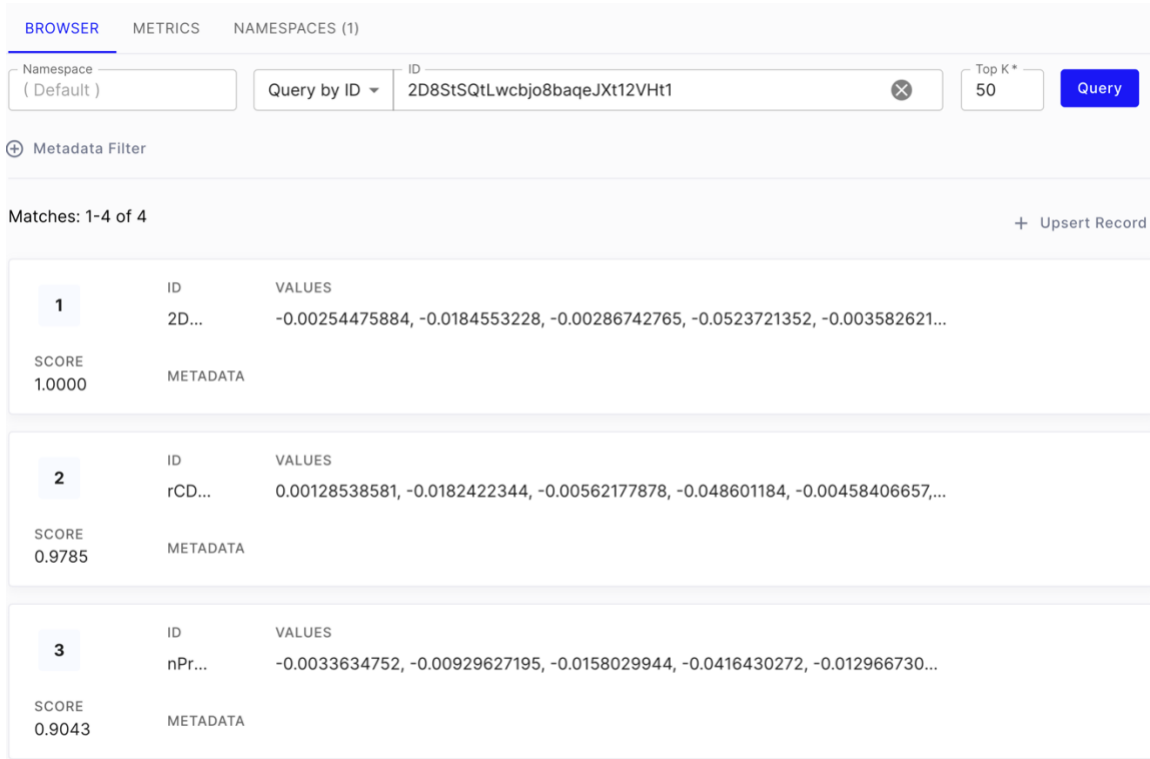 BROWSER METRICS NAMESPACES (1)
Namespace ID Top K *
( Default ) Query by ID 2D8StSQtLwcbjo8baqeJXt12VHt1 50 Query
Metadata Filter
Matches: 1-4 of 4
+ Upsert Record
ID VALUES
1
2D... -0.00254475884, -0.0184553228, -0.00286742765, -0.0523721352, -0.003582621...
SCORE
METADATA
1.0000
ID VALUES
2
rCD... 0.00128538581, -0.0182422344, -0.00562177878, -0.048601184, -0.00458406657,...
SCORE
METADATA
0.9785
ID VALUES
3
nPr... -0.0033634752, -0.00929627195, -0.0158029944, -0.0416430272, -0.012966730...
SCORE
METADATA
0.9043